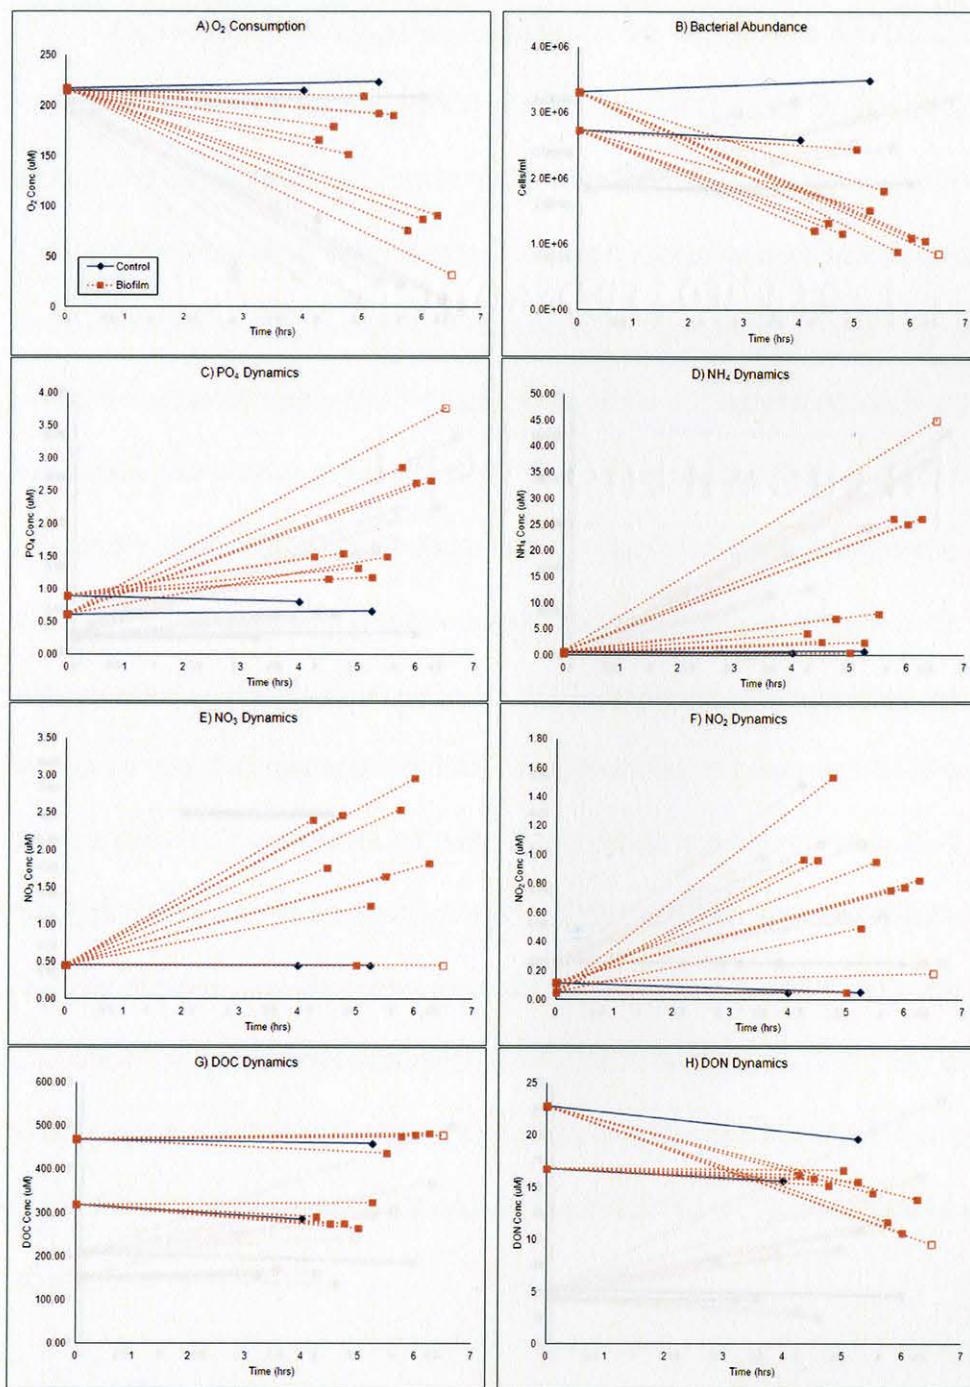 A) O₂ Consumption
250
200
150
100
50
0
O₂ Conc (uM)
Control
Biofilm
0 1 2 3 4 5 6 7
Time (hrs)
B) Bacterial Abundance
4.0E+06
3.0E+06
2.0E+06
1.0E+06
0.0E+00
Cells/ml
0 1 2 3 4 5 6 7
Time (hrs)
C) PO₄ Dynamics
4.00
3.50
3.00
2.50
2.00
1.50
1.00
0.50
0.00
PO₄ Conc (uM)
0 1 2 3 4 5 6 7
Time (hrs)
D) NH₄ Dynamics
50.00
45.00
40.00
35.00
30.00
25.00
20.00
15.00
10.00
5.00
0.00
NH₄ Conc (uM)
0 1 2 3 4 5 6 7
Time (hrs)
E) NO₃ Dynamics
3.50
3.00
2.50
2.00
1.50
1.00
0.50
0.00
NO₃ Conc (uM)
0 1 2 3 4 5 6 7
Time (hrs)
F) NO₂ Dynamics
1.80
1.60
1.40
1.20
1.00
0.80
0.60
0.40
0.20
0.00
NO₂ Conc (uM)
0 1 2 3 4 5 6 7
Time (hrs)
G) DOC Dynamics
600.00
500.00
400.00
300.00
200.00
100.00
0.00
DOC Conc (uM)
0 1 2 3 4 5 6 7
Time (hrs)
H) DON Dynamics
25
20
15
10
5
0
DON Conc (uM)
0 1 2 3 4 5 6 7
Time (hrs)